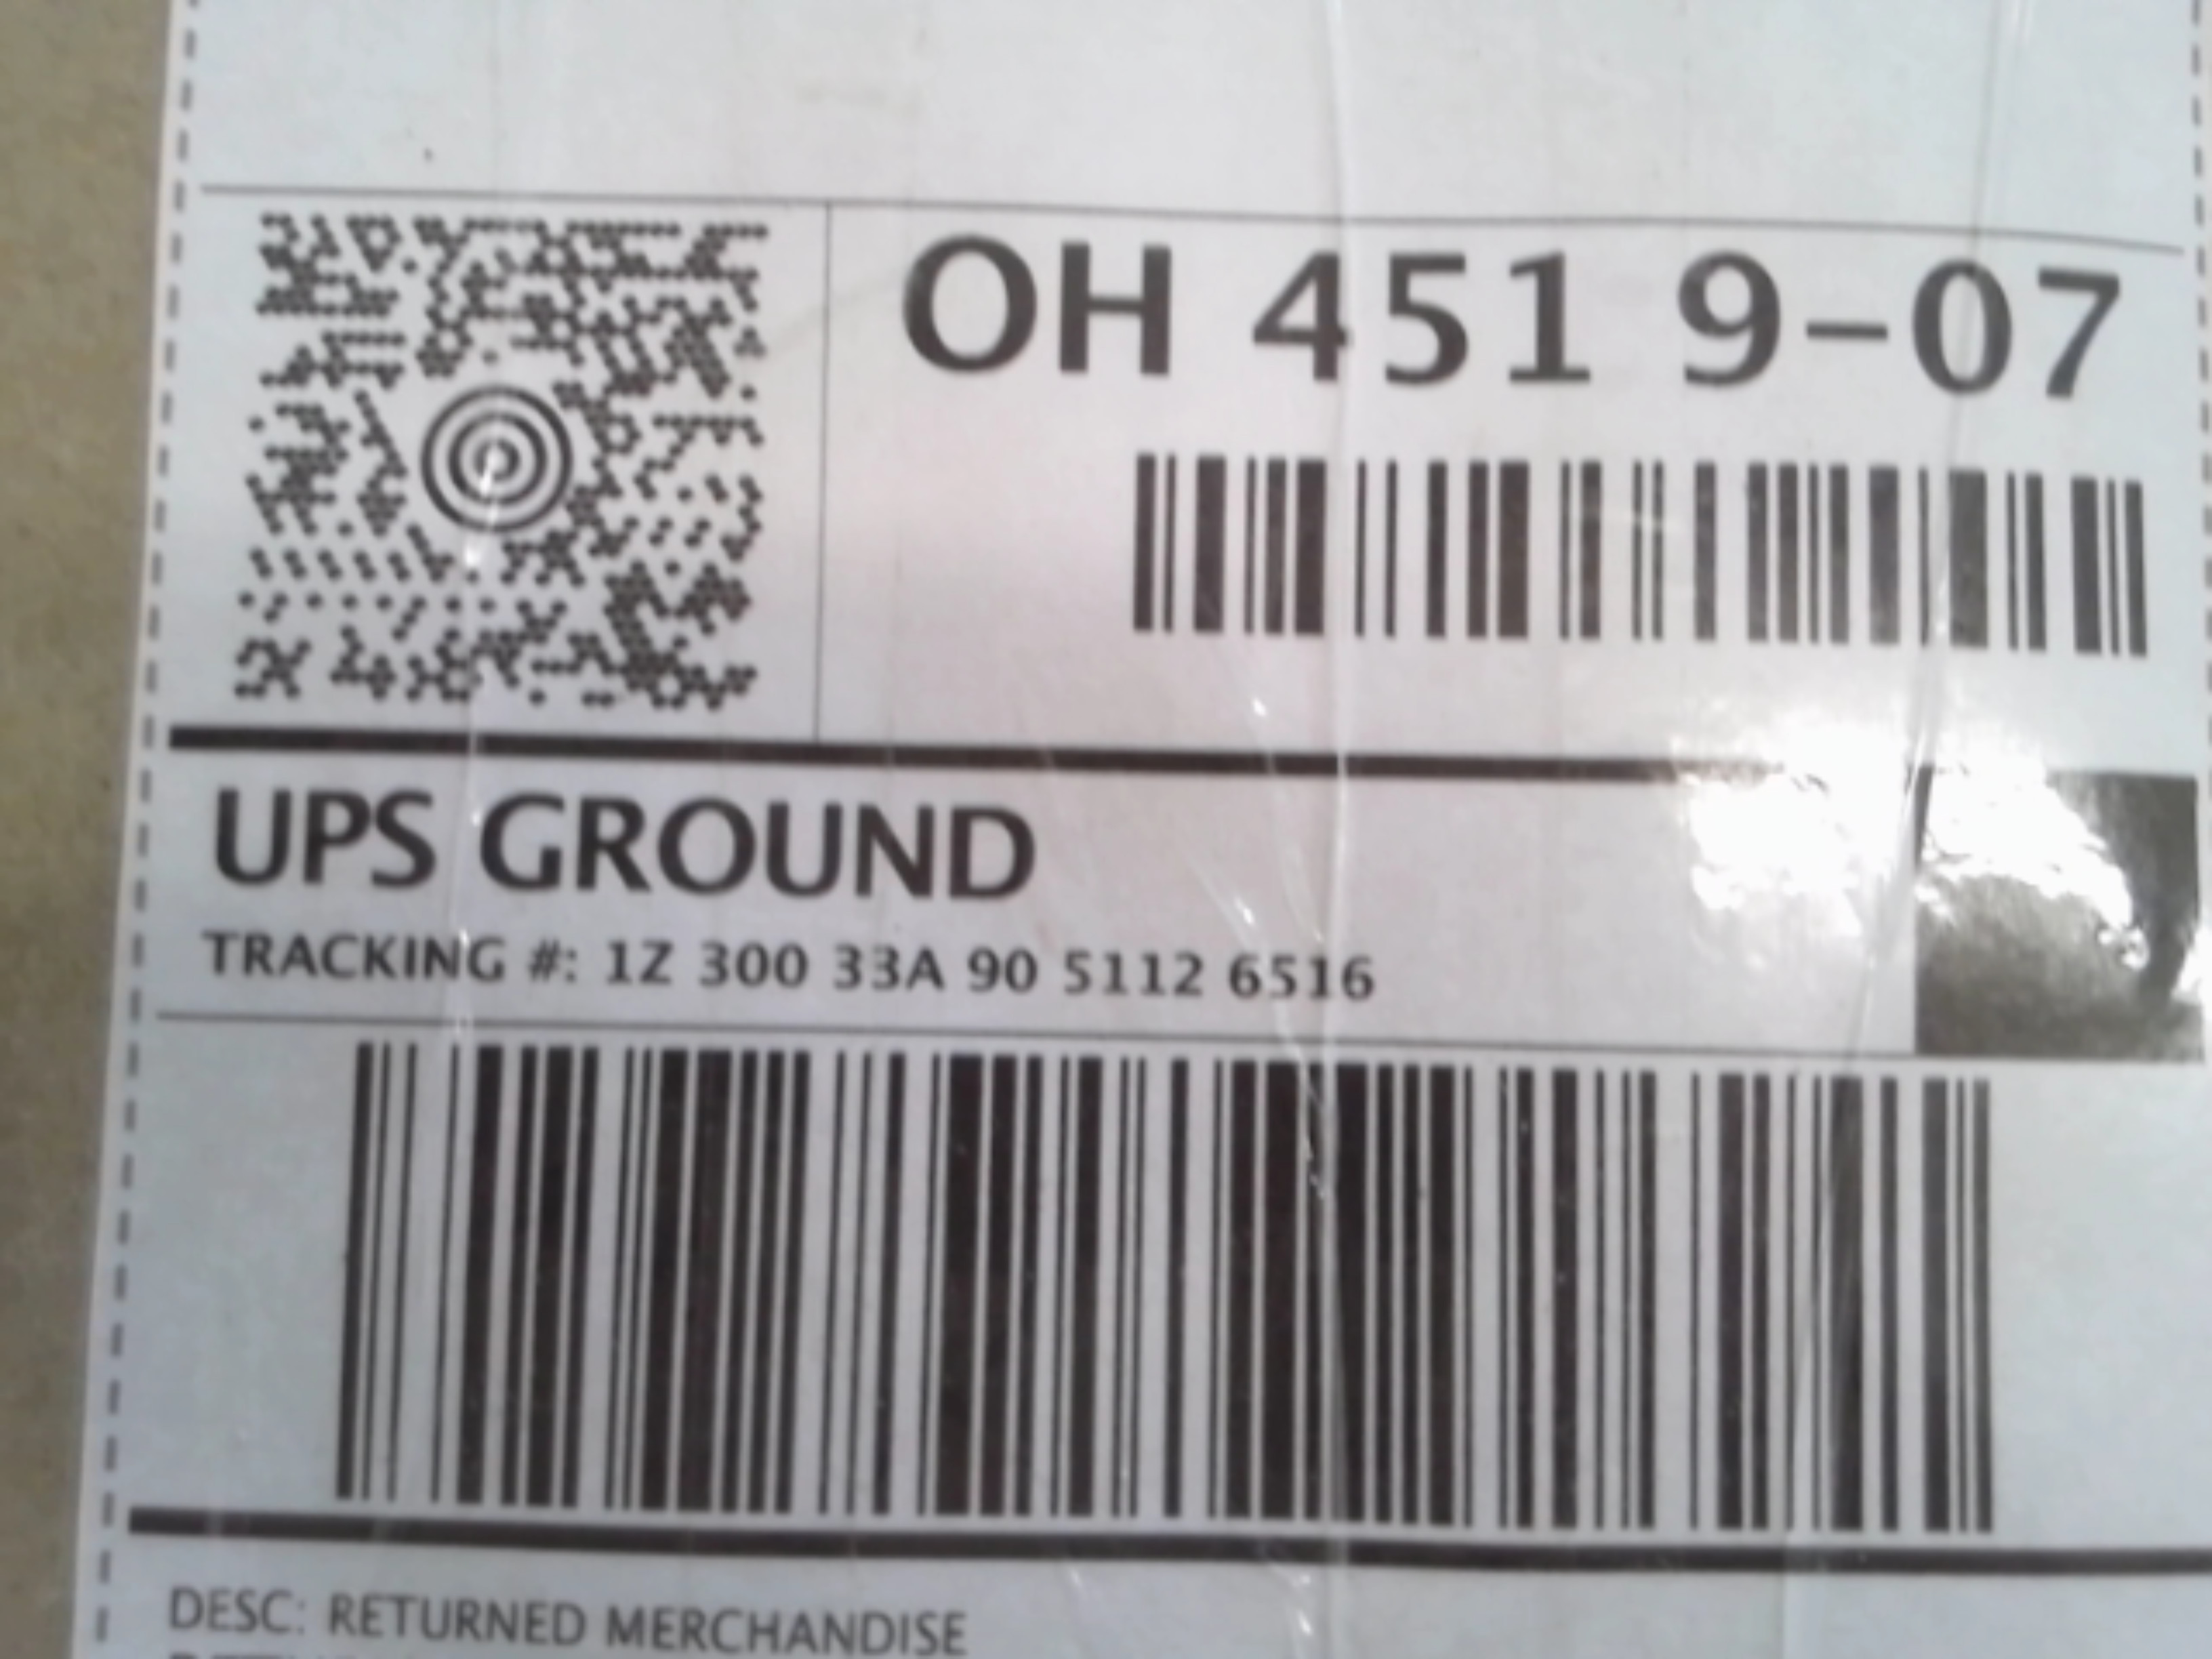 OH 451 9-07
UPS GROUND
TRACKING #: 1Z 300 33A 90 5112 6516
DESC: RETURNED MERCHANDISE